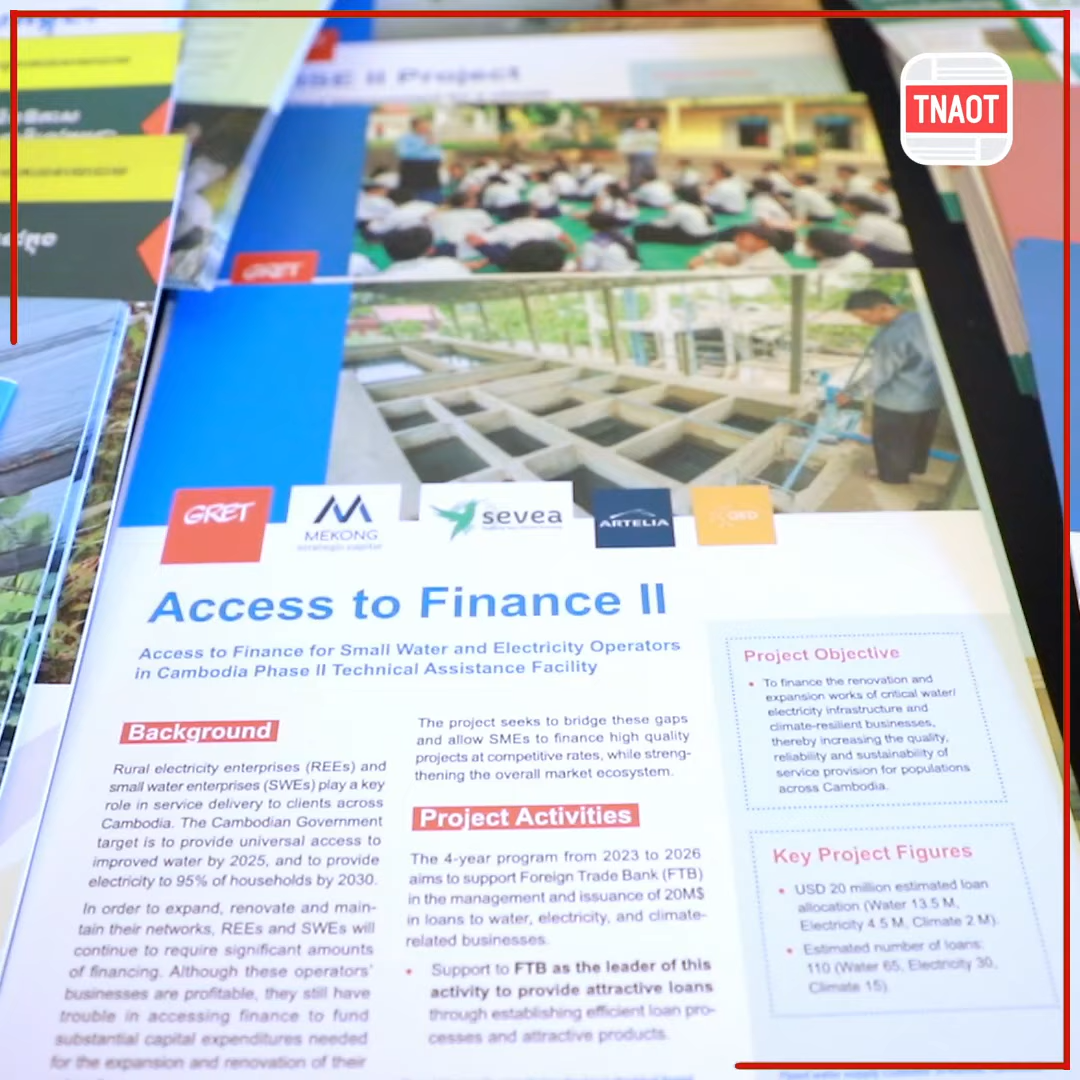 TNAOT
SE II Project
GRET
GRET
MEKONG
strategic capital
sevea
ARTELIA
Access to Finance II
Access to Finance for Small Water and Electricity Operators
in Cambodia Phase II Technical Assistance Facility
Background
Rural electricity enterprises (REEs) and
small water enterprises (SWEs) play a key
role in service delivery to clients across
Cambodia. The Cambodian Government
target is to provide universal access to
improved water by 2025, and to provide
electricity to 95% of households by 2030.
In order to expand, renovate and main-
tain their networks, REEs and SWEs will
continue to require significant amounts
of financing. Although these operators'
businesses are profitable, they still have
trouble in accessing finance to fund
substantial capital expenditures needed
for the expansion and renovation of their
The project seeks to bridge these gaps
and allow SMEs to finance high quality
projects at competitive rates, while streng-
thening the overall market ecosystem.
Project Activities
The 4-year program from 2023 to 2026
aims to support Foreign Trade Bank (FTB)
in the management and issuance of 20M$
in loans to water, electricity, and climate-
related businesses.
• Support to FTB as the leader of this
activity to provide attractive loans
through establishing efficient loan pro-
cesses and attractive products.
Project Objective
• To finance the renovation and
expansion works of critical water/
electricity infrastructure and
climate-resilient businesses,
thereby increasing the quality,
reliability and sustainability of
service provision for populations
across Cambodia.
Key Project Figures
• USD 20 million estimated loan
allocation (Water 13.5 M,
Electricity 4.5 M, Climate 2 M).
• Estimated number of loans:
110 (Water 65, Electricity 30,
Climate 15).